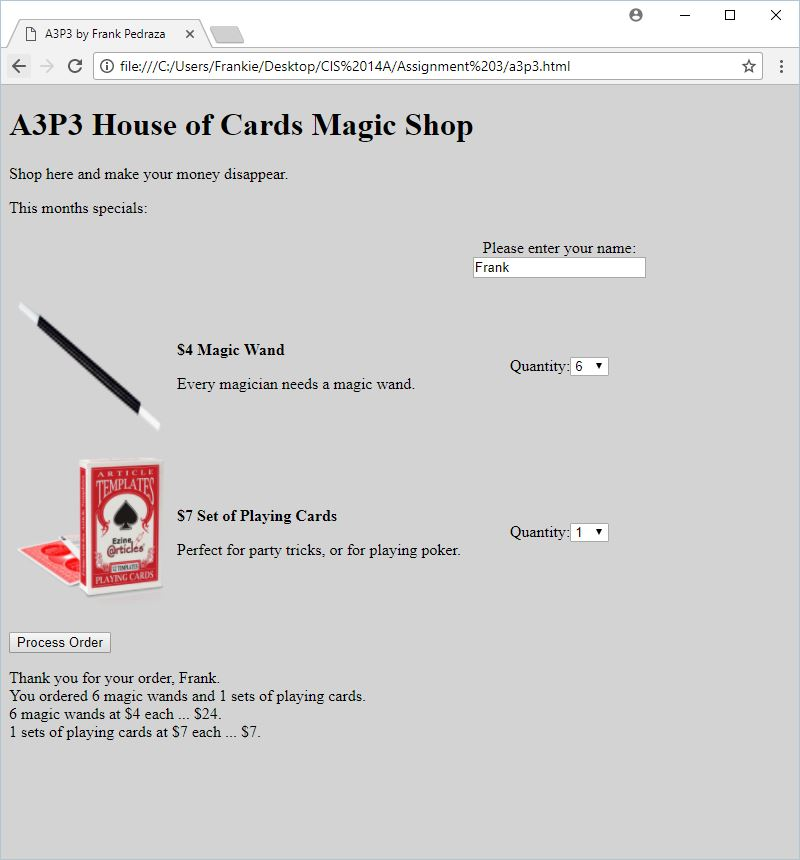 A3P3 by Frank Pedraza
file:///C:/Users/Frankie/Desktop/CIS%2014A/Assignment%203/a3p3.html
A3P3 House of Cards Magic Shop
Shop here and make your money disappear.
This months specials:
Please enter your name:
Frank
$4 Magic Wand
Every magician needs a magic wand.
Quantity: 6
ARTICLE
TEMPLATES
Ezine
@rticles
12 TEMPLATES
PLAYING CARDS
$7 Set of Playing Cards
Perfect for party tricks, or for playing poker.
Quantity: 1
Process Order
Thank you for your order, Frank.
You ordered 6 magic wands and 1 sets of playing cards.
6 magic wands at $4 each ... $24.
1 sets of playing cards at $7 each ... $7.